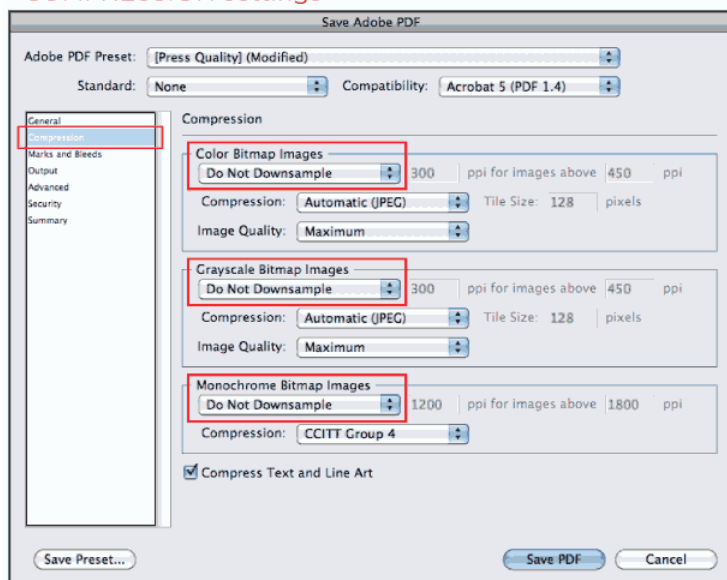 COMPRESSION settings
Save Adobe PDF
Adobe PDF Preset: [Press Quality] (Modified)
Standard: None Compatibility: Acrobat 5 (PDF 1.4)
General
Compression
Marks and Bleeds
Output
Advanced
Security
Summary
Compression
Color Bitmap Images
Do Not Downsample 300 ppi for images above 450 ppi
Compression: Automatic (JPEG) Tile Size: 128 pixels
Image Quality: Maximum
Grayscale Bitmap Images
Do Not Downsample 300 ppi for images above 450 ppi
Compression: Automatic (JPEG) Tile Size: 128 pixels
Image Quality: Maximum
Monochrome Bitmap Images
Do Not Downsample 1200 ppi for images above 1800 ppi
Compression: CCITT Group 4
Compress Text and Line Art
Save Preset... Save PDF Cancel